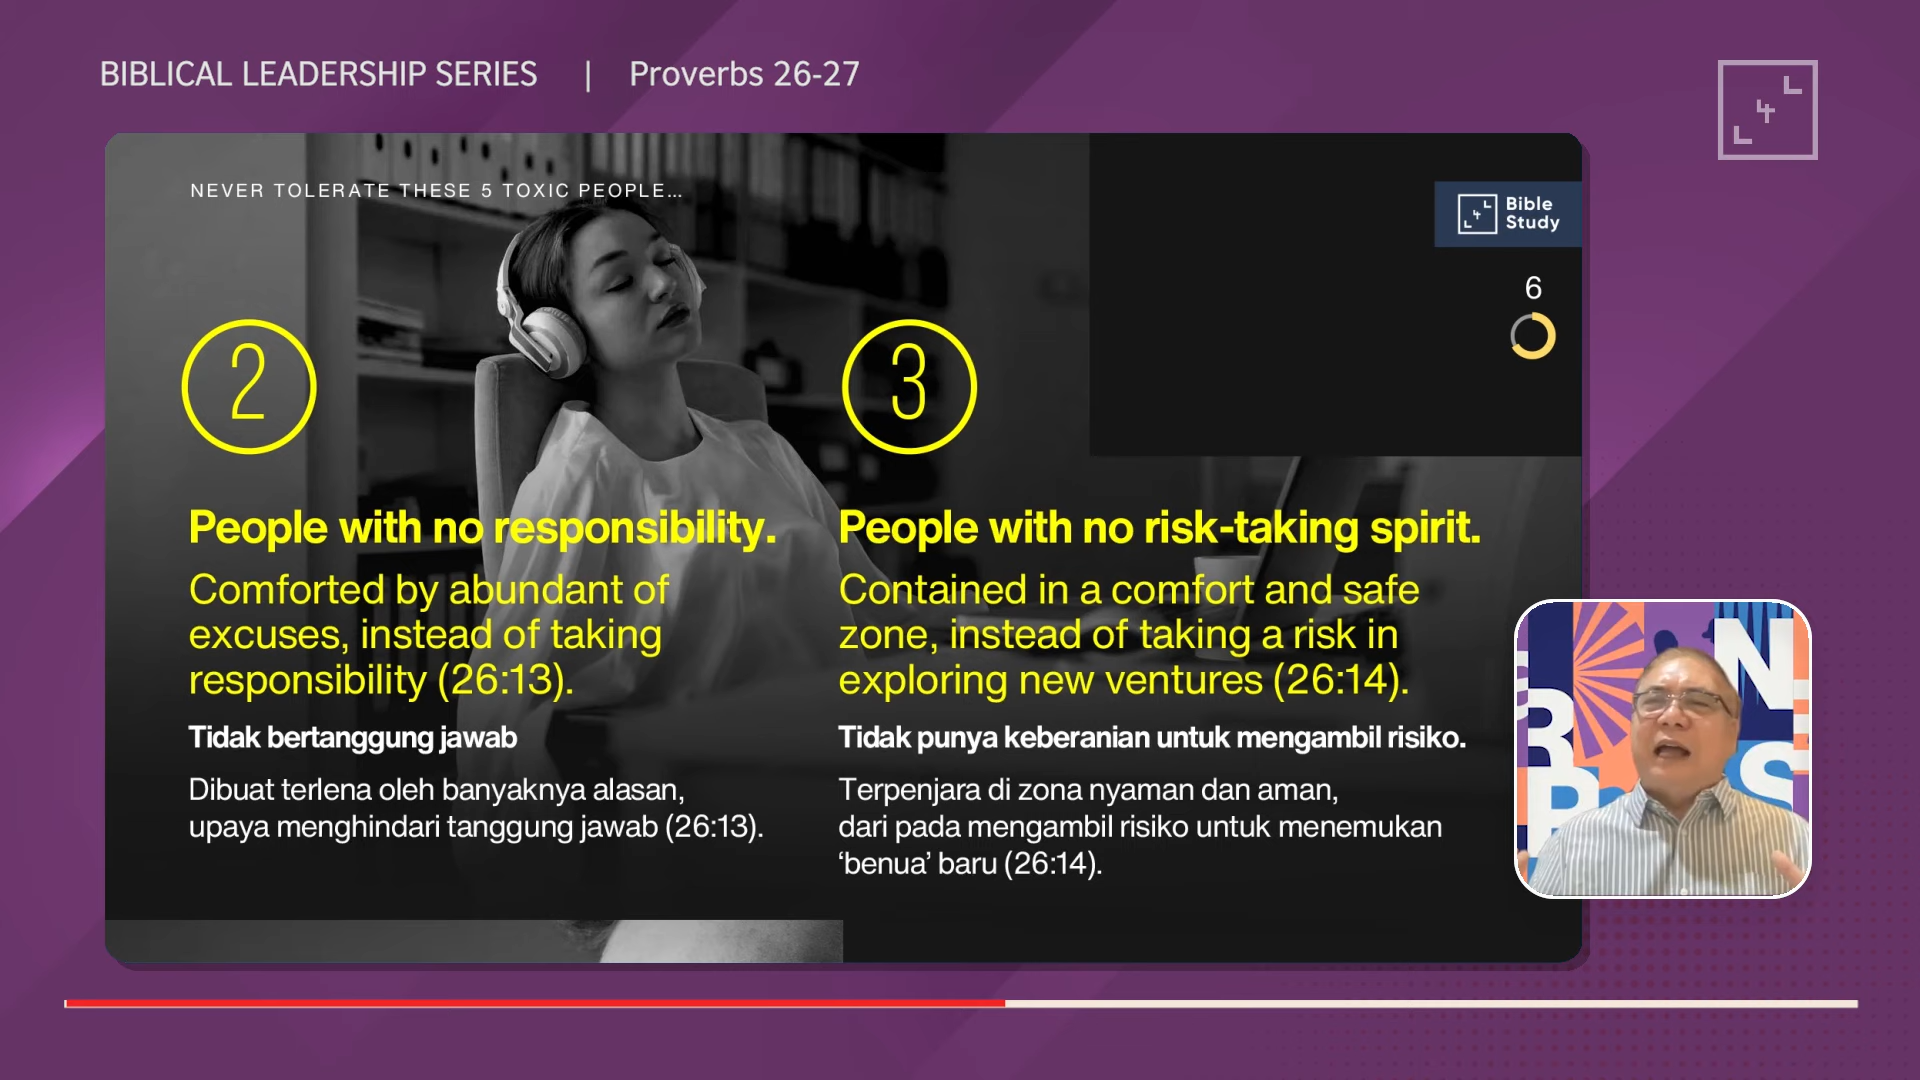 BIBLICAL LEADERSHIP SERIES | Proverbs 26-27
NEVER TOLERATE THESE 5 TOXIC PEOPLE...
Bible
Study
6
2
People with no responsibility.
Comforted by abundant of
excuses, instead of taking
responsibility (26:13).
Tidak bertanggung jawab
Dibuat terlena oleh banyaknya alasan,
upaya menghindari tanggung jawab (26:13).
3
People with no risk-taking spirit.
Contained in a comfort and safe
zone, instead of taking a risk in
exploring new ventures (26:14).
Tidak punya keberanian untuk mengambil risiko.
Terpenjara di zona nyaman dan aman,
dari pada mengambil risiko untuk menemukan
‘benua’ baru (26:14).